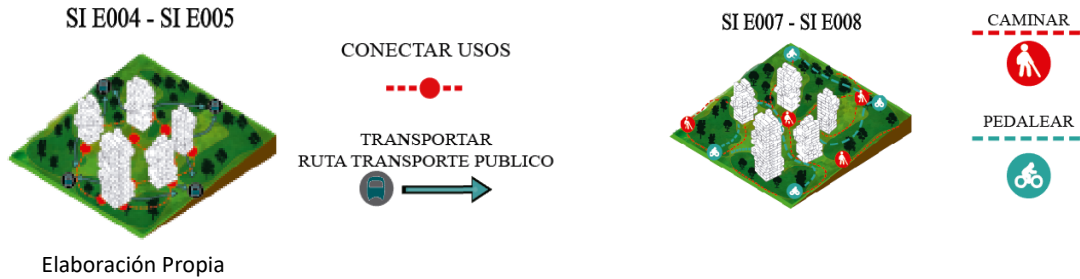 SI E004 - SI E005
CONECTAR USOS
TRANSPORTAR
RUTA TRANSPORTE PUBLICO
Elaboración Propia
SI E007 - SI E008
CAMINAR
PEDALEAR